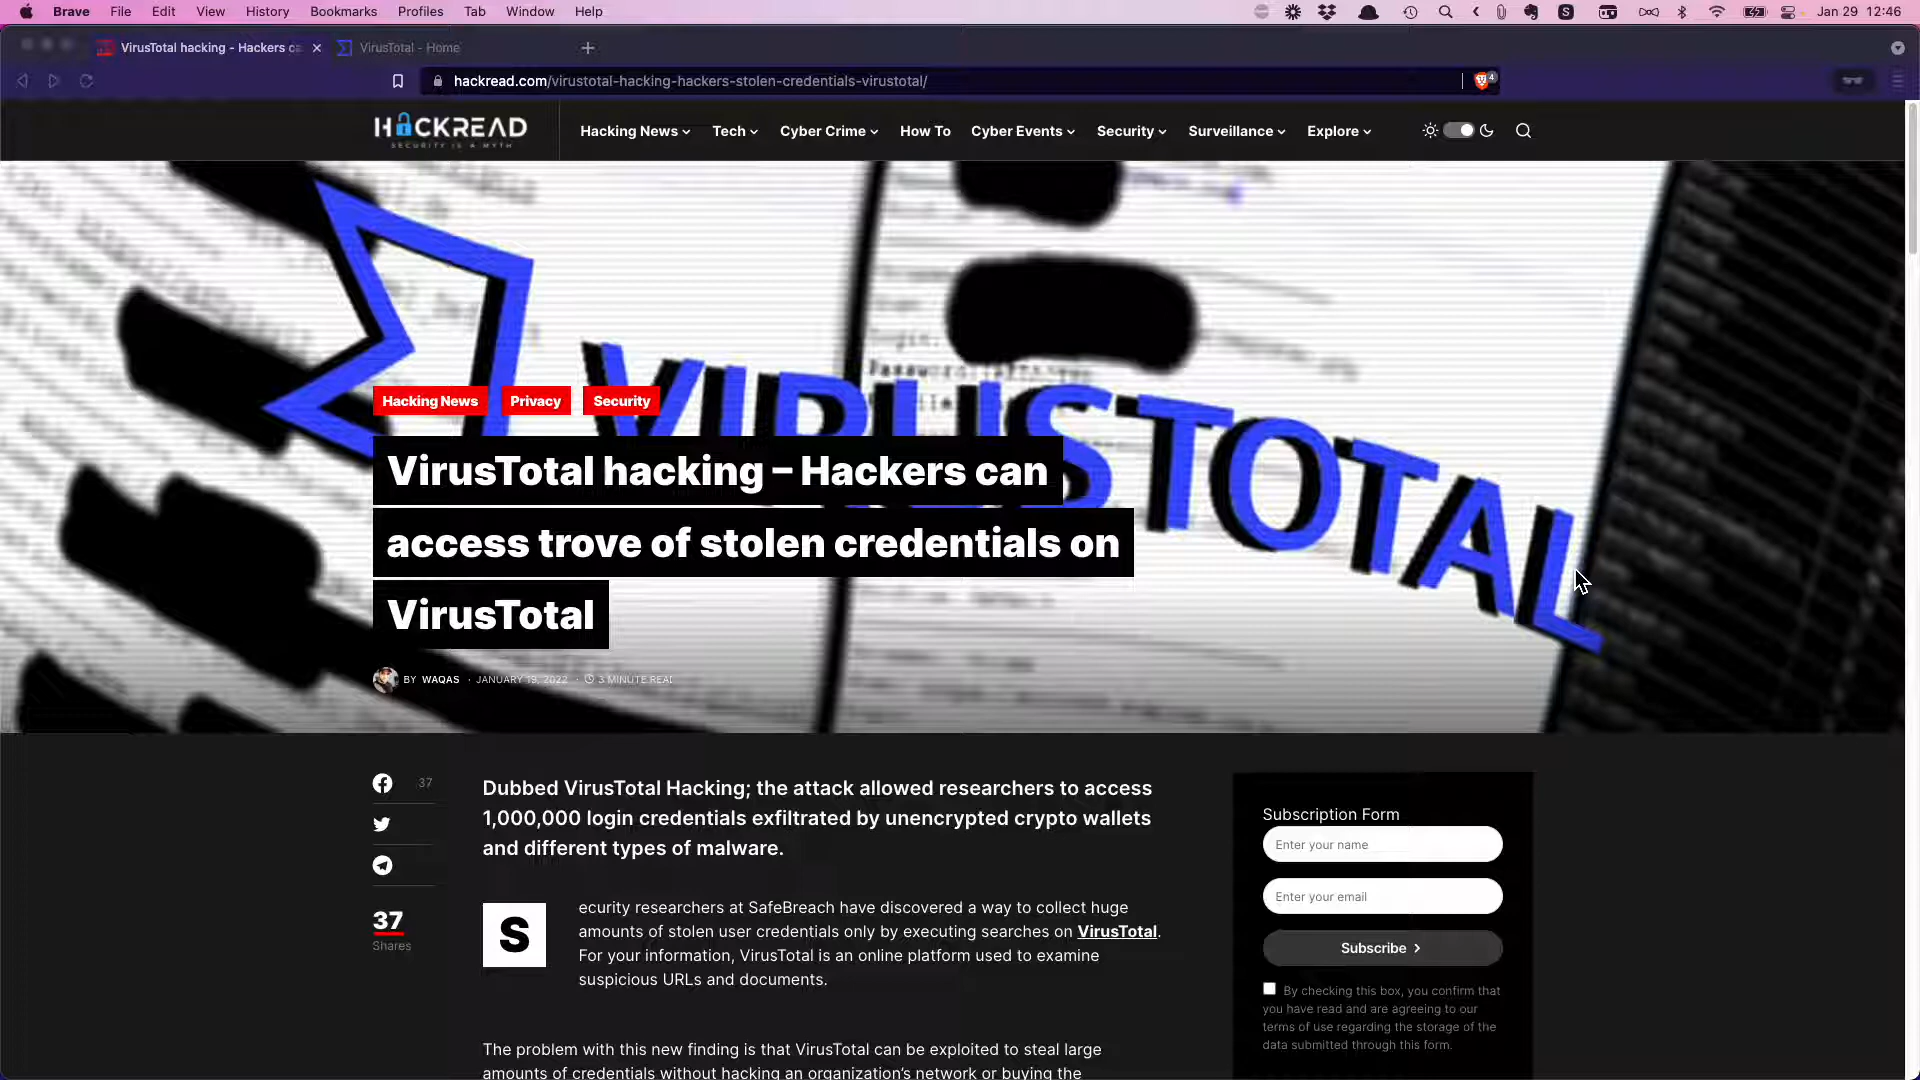 Brave File Edit View History Bookmarks Profiles Tab Window Help
Jan 29 12:46
VirusTotal hacking - Hackers ca
VirusTotal - Home
hackread.com/virustotal-hacking-hackers-stolen-credentials-virustotal/
4
HACKREAD
SECURITY IS A MYTH
Hacking News Tech Cyber Crime How To Cyber Events Security Surveillance Explore
VIRUSTOTAL
Hacking News Privacy Security
VirusTotal hacking – Hackers can
access trove of stolen credentials on
VirusTotal
BY WAQAS · JANUARY 19, 2022 · 3 MINUTE READ
37
Dubbed VirusTotal Hacking; the attack allowed researchers to access
1,000,000 login credentials exfiltrated by unencrypted crypto wallets
and different types of malware.
37
Shares
Security researchers at SafeBreach have discovered a way to collect huge
amounts of stolen user credentials only by executing searches on VirusTotal.
For your information, VirusTotal is an online platform used to examine
suspicious URLs and documents.
The problem with this new finding is that VirusTotal can be exploited to steal large
amounts of credentials without hacking an organization's network or buying the
Subscription Form
Enter your name
Enter your email
Subscribe
By checking this box, you confirm that
you have read and are agreeing to our
terms of use regarding the storage of the
data submitted through this form.